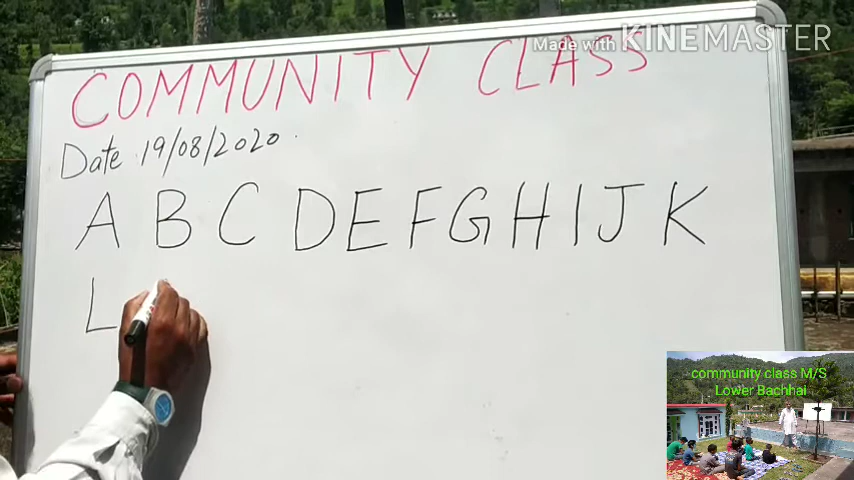 Made with KINEMASTER
COMMUNITY CLASS
Date 19/08/2020
A B C D E F G H I J K
L
community class M/S
Lower Bachhai